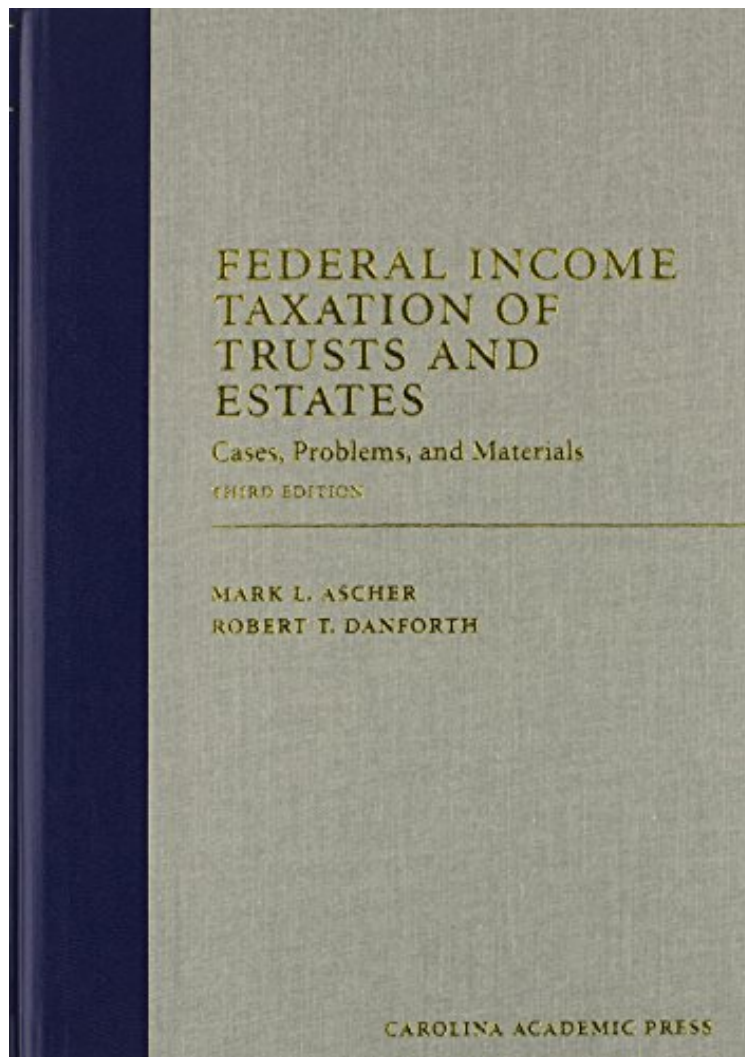 FEDERAL INCOME
TAXATION OF
TRUSTS AND
ESTATES
Cases, Problems, and Materials
THIRD EDITION
MARK L. ASCHER
ROBERT T. DANFORTH
CAROLINA ACADEMIC PRESS